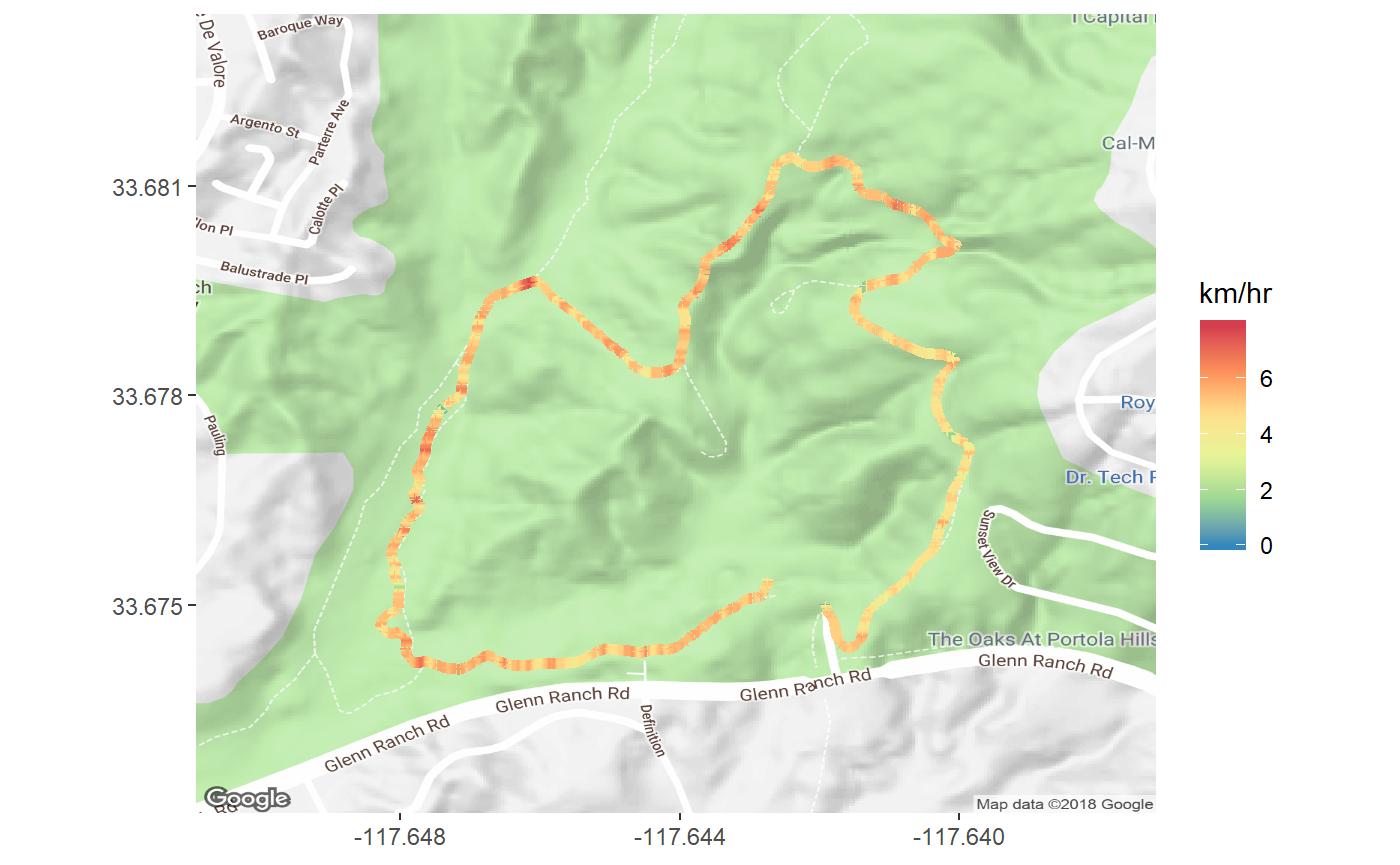 l Capital
Baroque Way
De Valore
Argento St
Parterre Ave
Cal-M
33.681
Calotte Pl
llon Pl
Balustrade Pl
ch
km/hr
6
4
2
0
33.678
Roy
Pauling
Dr. Tech
Sunset View Dr
33.675
The Oaks At Portola Hills
Glenn Ranch Rd
Glenn Ranch Rd
Glenn Ranch Rd
Definition
Glenn Ranch Rd
Rd
Google
Map data ©2018 Google
-117.648
-117.644
-117.640